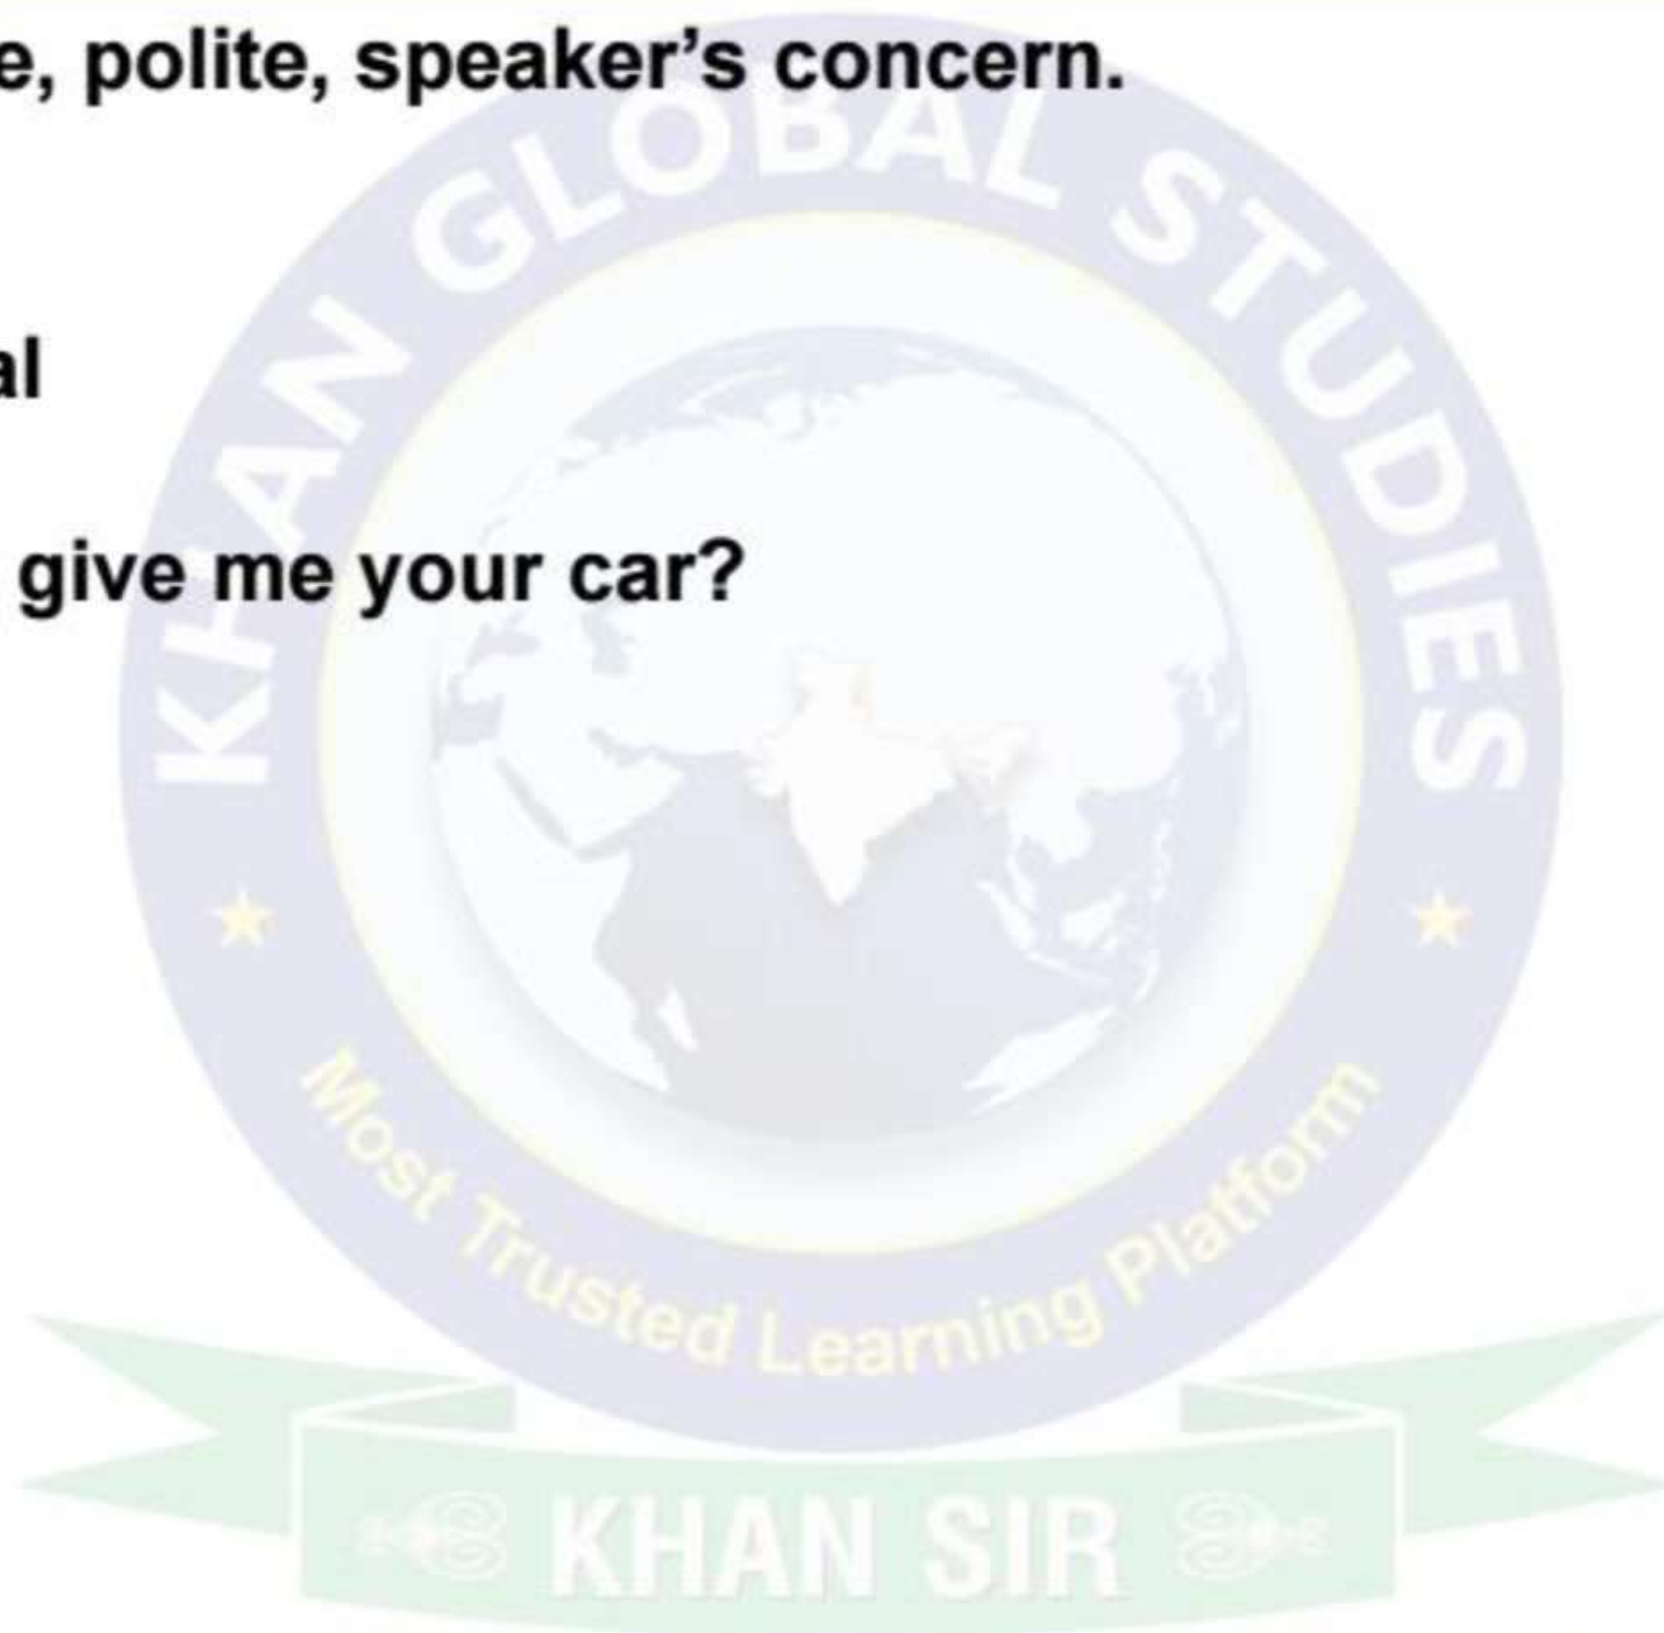 e, polite, speaker’s concern.
al
give me your car?
KHAN GLOBAL STUDIES
Most Trusted Learning Platform
KHAN SIR